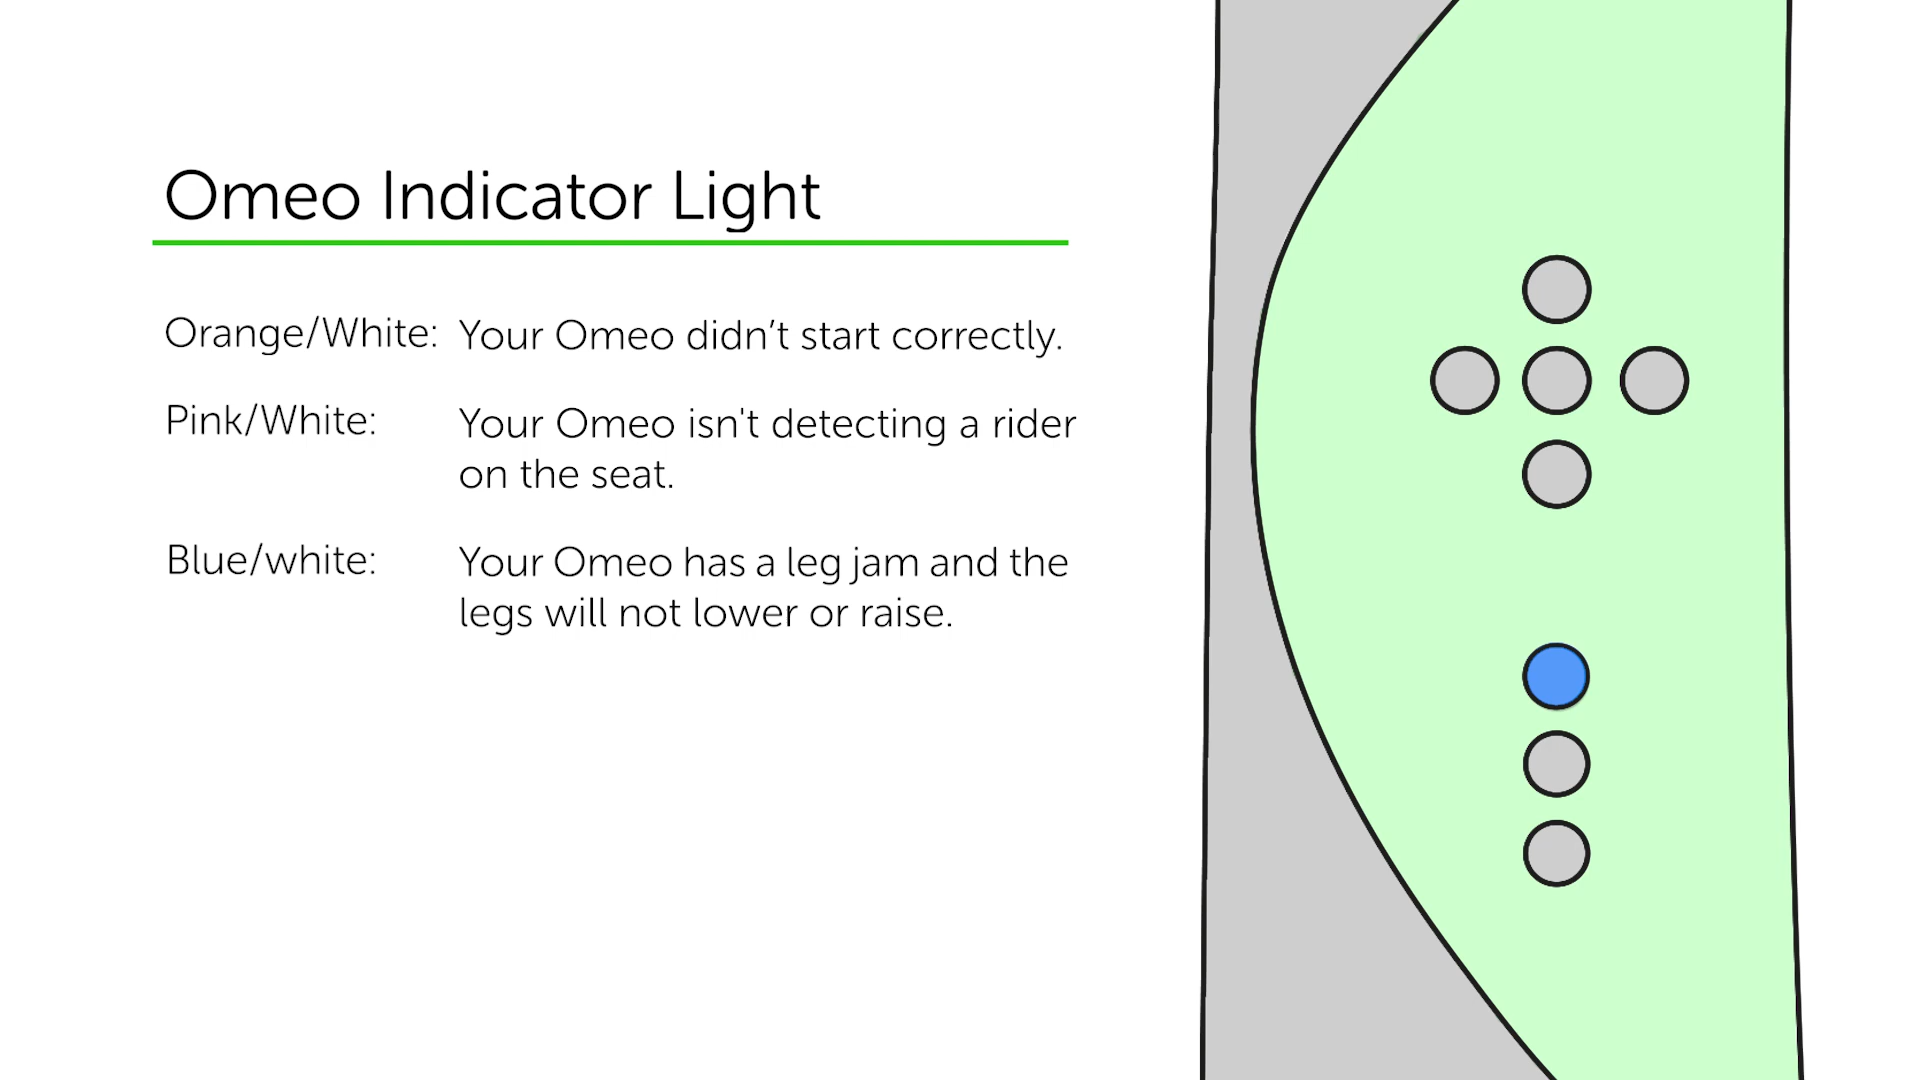 Omeo Indicator Light
Orange/White: Your Omeo didn’t start correctly.
Pink/White: Your Omeo isn't detecting a rider
on the seat.
Blue/white: Your Omeo has a leg jam and the
legs will not lower or raise.